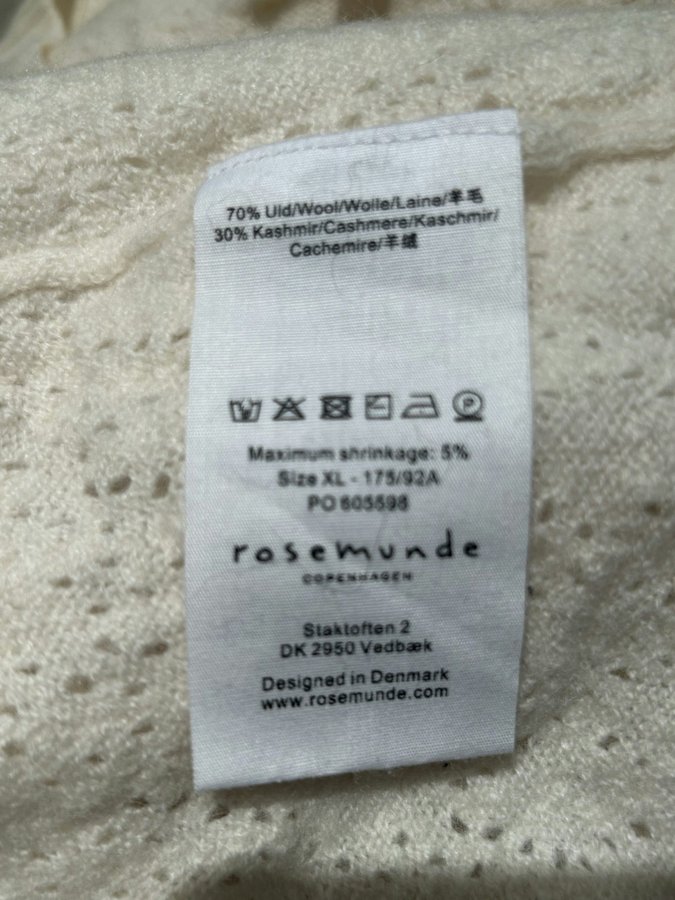 70% Uld/Wool/Wolle/Laine/羊毛
30% Kashmir/Cashmere/Kaschmir/
Cachemire/羊绒
P
Maximum shrinkage: 5%
Size XL - 175/92A
PO 605598
rosemunde
COPENHAGEN
Staktoften 2
DK 2950 Vedbæk
Designed in Denmark
www.rosemunde.com